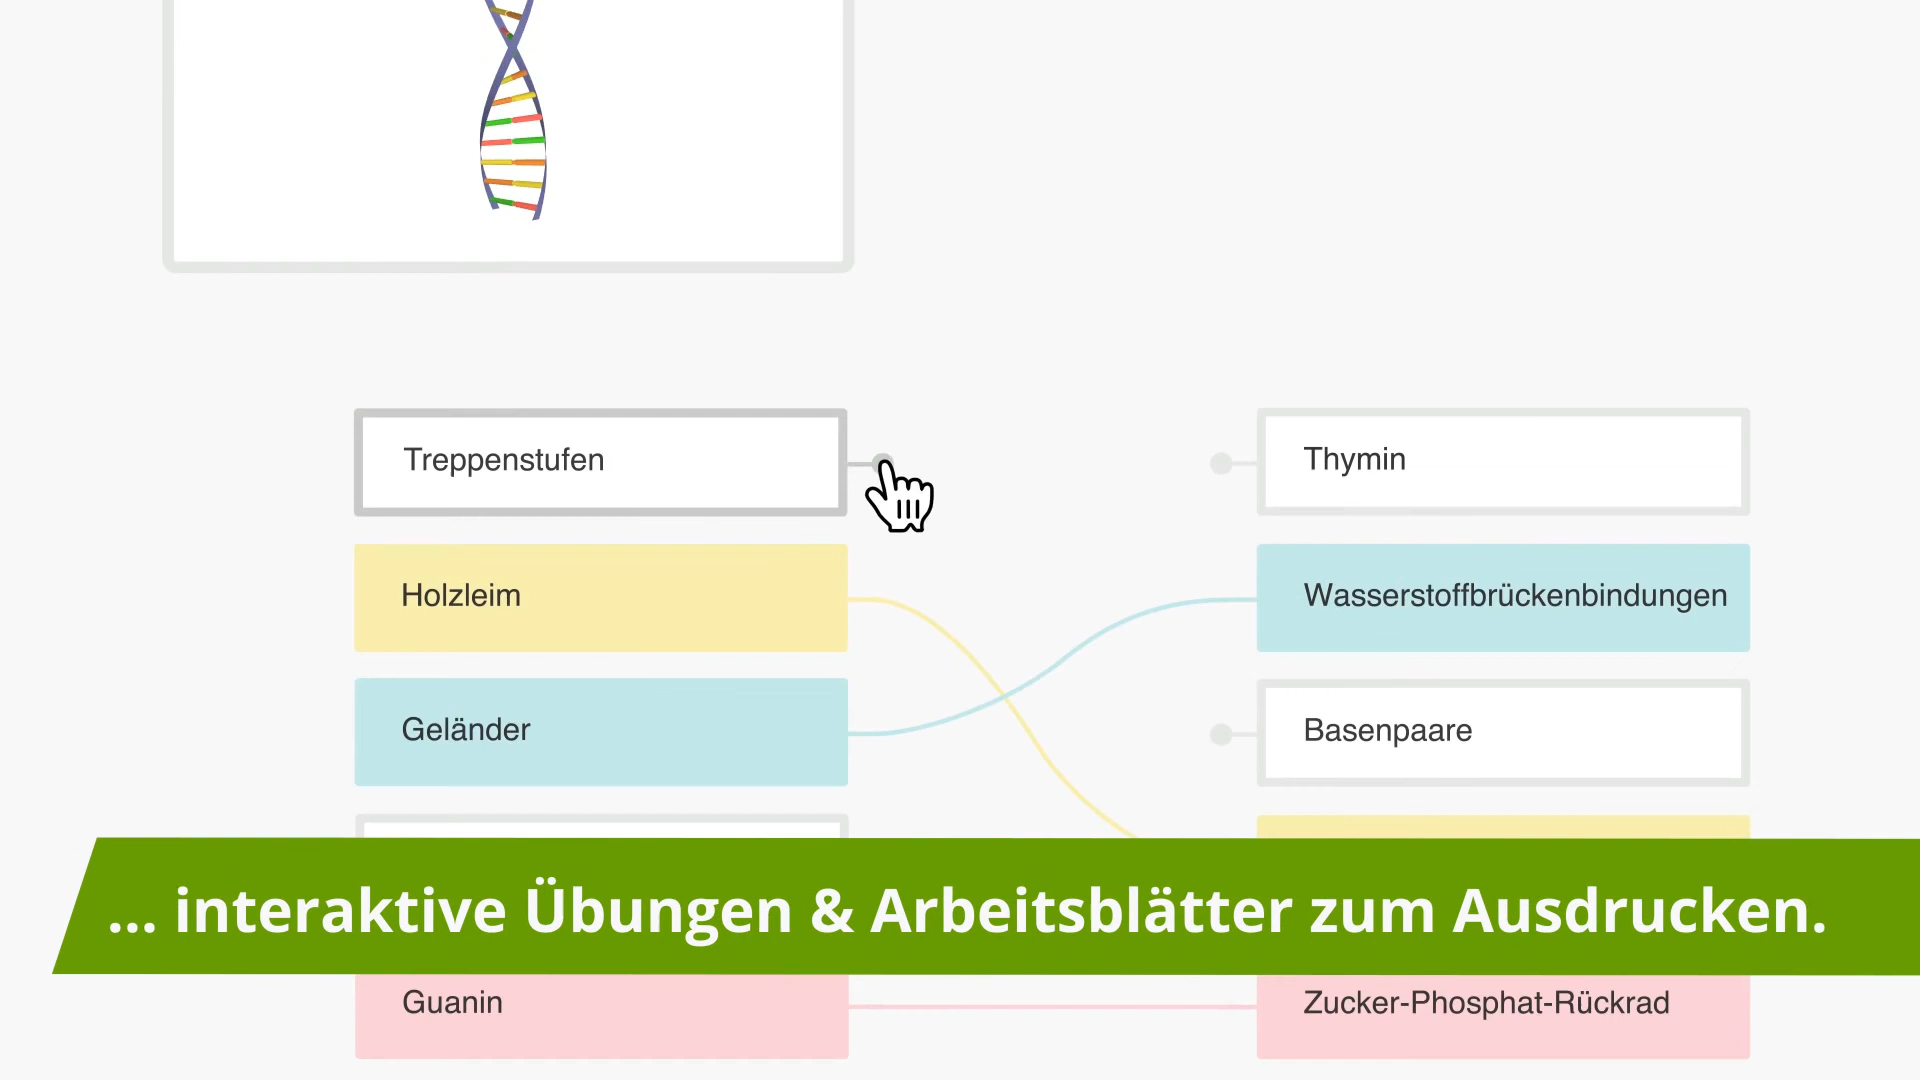 Treppenstufen
Thymin
Holzleim
Wasserstoffbrückenbindungen
Geländer
Basenpaare
... interaktive Übungen & Arbeitsblätter zum Ausdrucken.
Guanin
Zucker-Phosphat-Rückrad